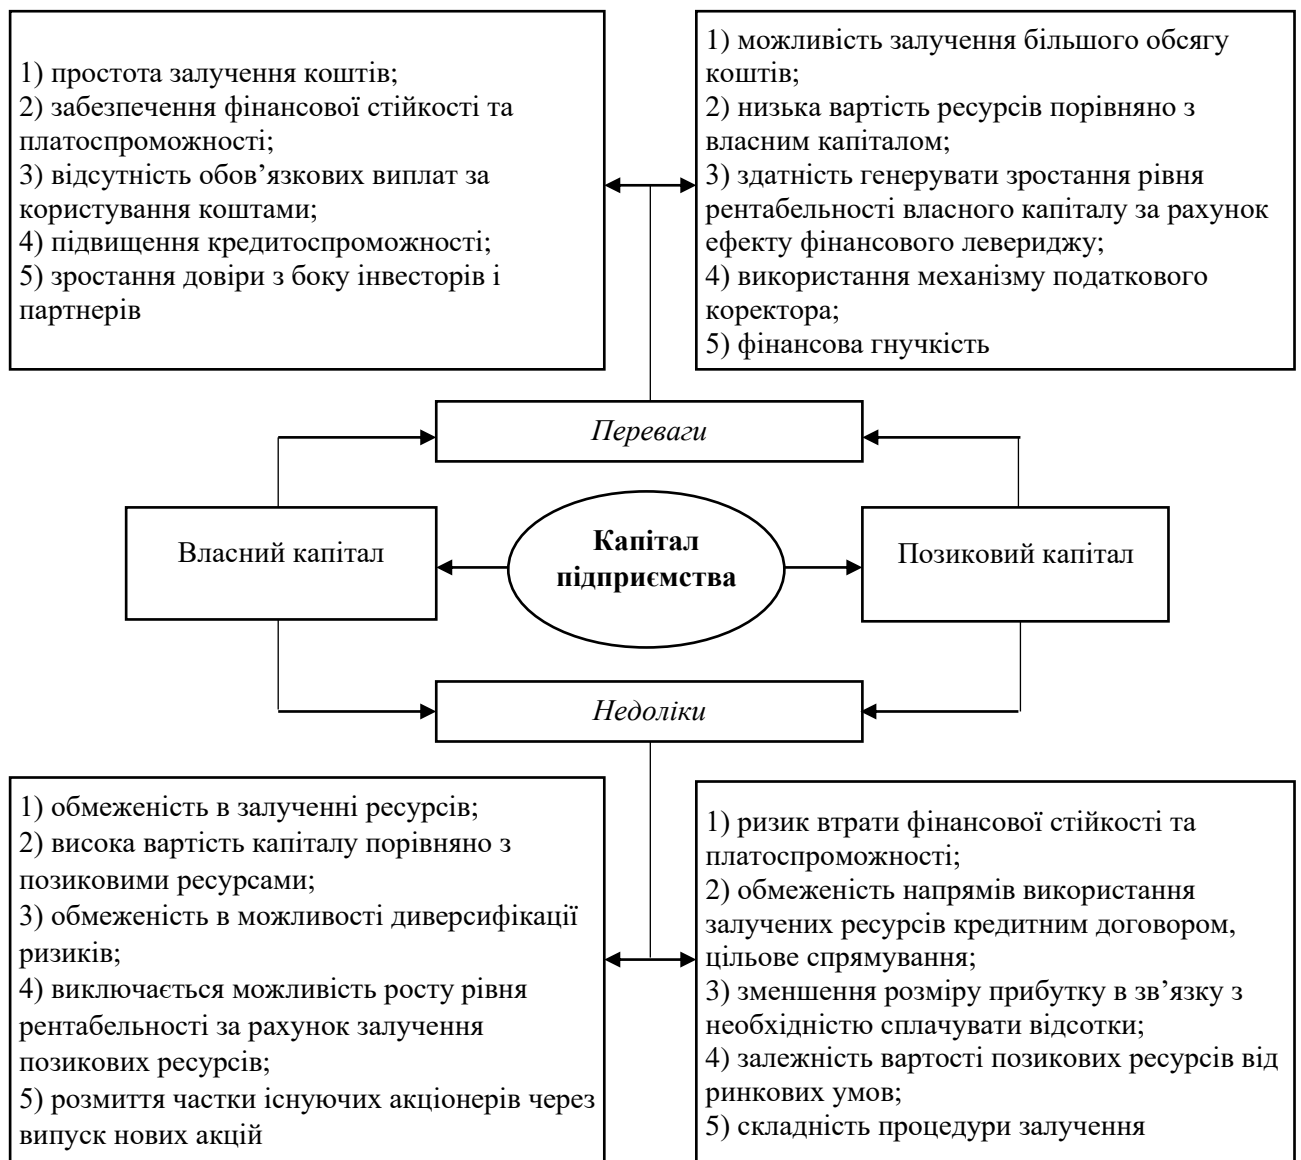 1) простота залучення коштів;
2) забезпечення фінансової стійкості та
платоспроможності;
3) відсутність обов’язкових виплат за
користування коштами;
4) підвищення кредитоспроможності;
5) зростання довіри з боку інвесторів і
партнерів
1) можливість залучення більшого обсягу
коштів;
2) низька вартість ресурсів порівняно з
власним капіталом;
3) здатність генерувати зростання рівня
рентабельності власного капіталу за рахунок
ефекту фінансового левериджу;
4) використання механізму податкового
коректора;
5) фінансова гнучкість
Переваги
Власний капітал
Капітал
підприємства
Позиковий капітал
Недоліки
1) обмеженість в залученні ресурсів;
2) висока вартість капіталу порівняно з
позиковими ресурсами;
3) обмеженість в можливості диверсифікації
ризиків;
4) виключається можливість росту рівня
рентабельності за рахунок залучення
позикових ресурсів;
5) розмиття частки існуючих акціонерів через
випуск нових акцій
1) ризик втрати фінансової стійкості та
платоспроможності;
2) обмеженість напрямів використання
залучених ресурсів кредитним договором,
цільове спрямування;
3) зменшення розміру прибутку в зв’язку з
необхідністю сплачувати відсотки;
4) залежність вартості позикових ресурсів від
ринкових умов;
5) складність процедури залучення